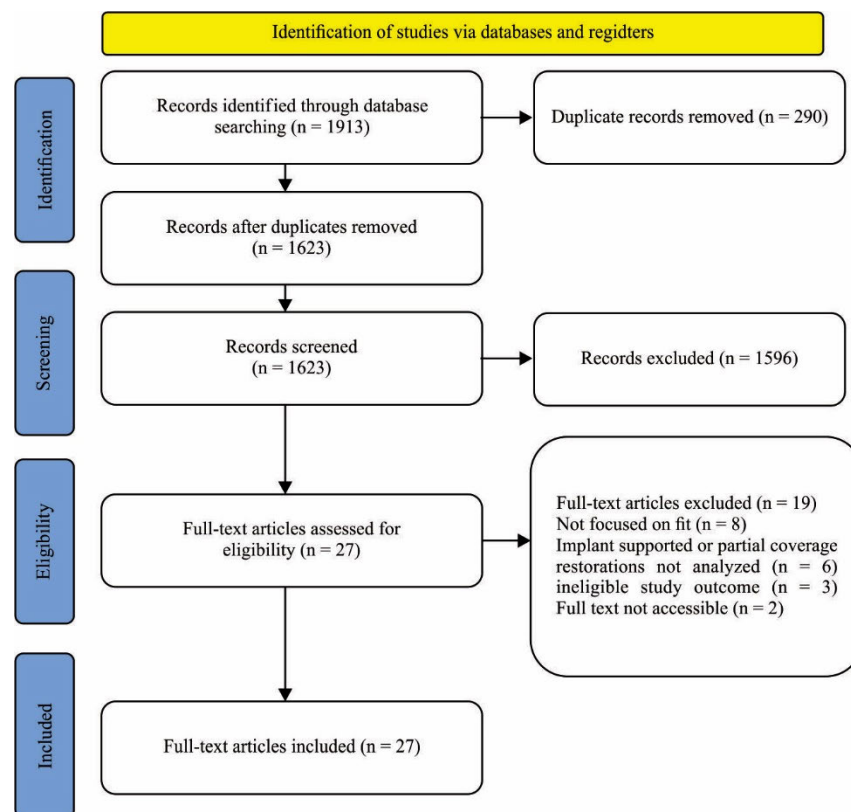 Identification of studies via databases and regidters
Identification
Records identified through database
searching (n = 1913)
Duplicate records removed (n = 290)
Records after duplicates removed
(n = 1623)
Screening
Records screened
(n = 1623)
Records excluded (n = 1596)
Eligibility
Full-text articles assessed for
eligibility (n = 27)
Full-text articles excluded (n = 19)
Not focused on fit (n = 8)
Implant supported or partial coverage
restorations not analyzed (n = 6)
ineligible study outcome (n = 3)
Full text not accessible (n = 2)
Included
Full-text articles included (n = 27)